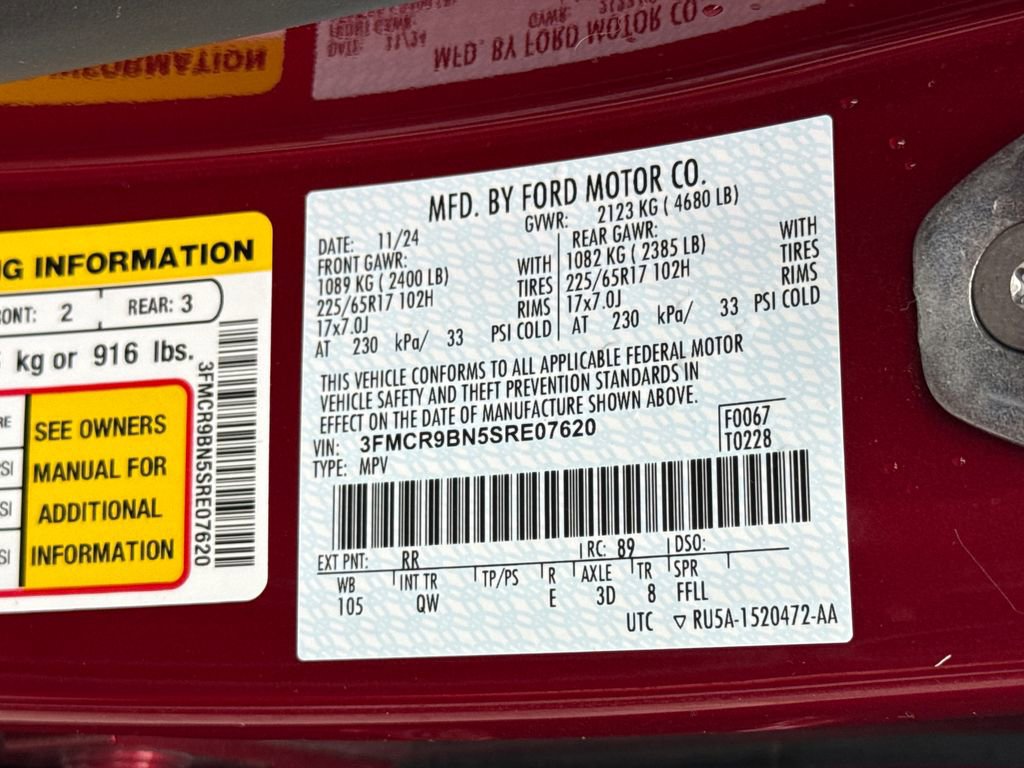 MFD. BY FORD MOTOR CO.
DATE: 11/24
G INFORMATION
ONT: 2 REAR: 3
kg or 916 lbs.
SEE OWNERS
MANUAL FOR
ADDITIONAL
INFORMATION
3FMCR9BN5SRE07620
MFD. BY FORD MOTOR CO.
DATE: 11/24 GVWR: 2123 KG ( 4680 LB)
FRONT GAWR: REAR GAWR:
1089 KG ( 2400 LB) WITH 1082 KG ( 2385 LB) WITH
225/65R17 102H TIRES 225/65R17 102H TIRES
17x7.0J RIMS 17x7.0J RIMS
AT 230 kPa/ 33 PSI COLD AT 230 kPa/ 33 PSI COLD
THIS VEHICLE CONFORMS TO ALL APPLICABLE FEDERAL MOTOR
VEHICLE SAFETY AND THEFT PREVENTION STANDARDS IN
EFFECT ON THE DATE OF MANUFACTURE SHOWN ABOVE.
VIN: 3FMCR9BN5SRE07620 F0067
TYPE: MPV T0228
EXT PNT: RR RC: 89 DSO:
WB INT TR TP/PS R AXLE TR SPR
105 QW E 3D 8 FFLL
UTC ▽ RU5A-1520472-AA